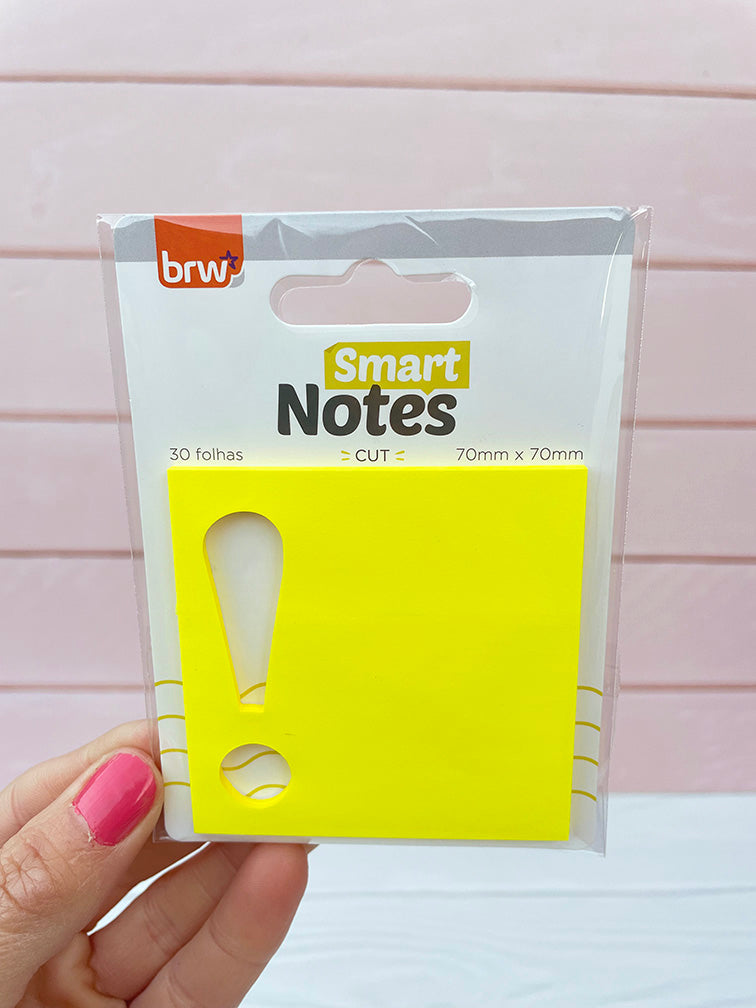 brw
Smart
Notes
30 folhas CUT 70mm x 70mm
!